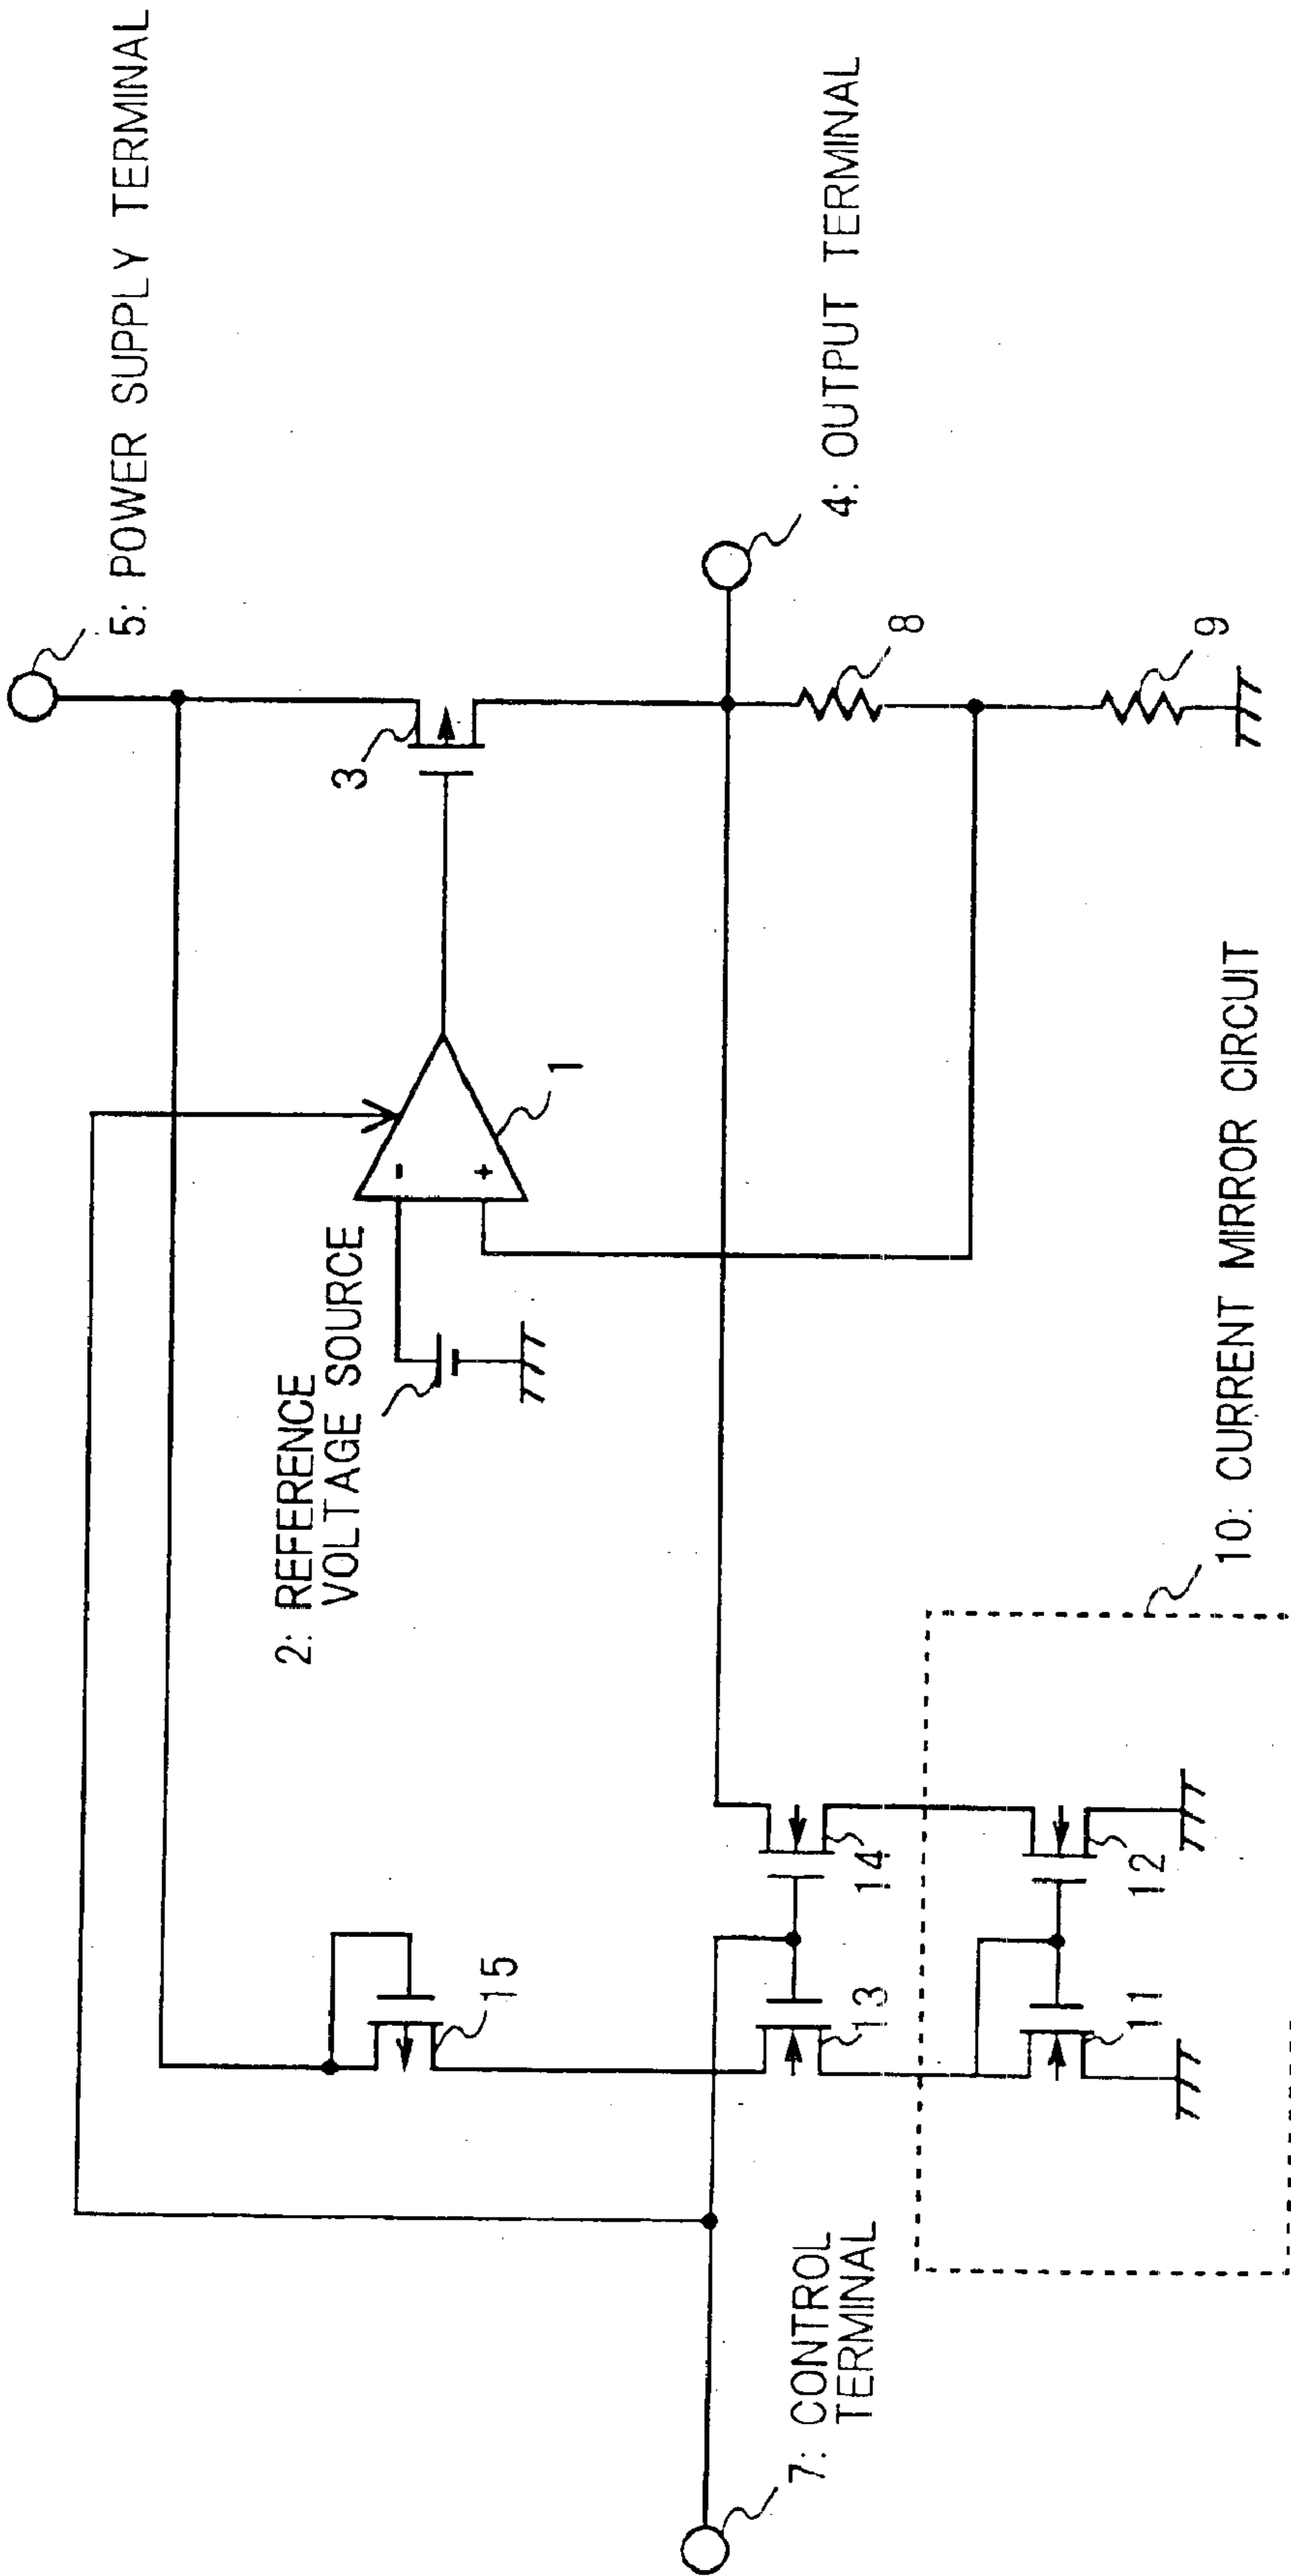 5: POWER SUPPLY TERMINAL
3
1
2: REFERENCE
VOLTAGE SOURCE
4: OUTPUT TERMINAL
8
9
15
13
14
7: CONTROL
TERMINAL
11
12
10: CURRENT MIRROR CIRCUIT
-
+